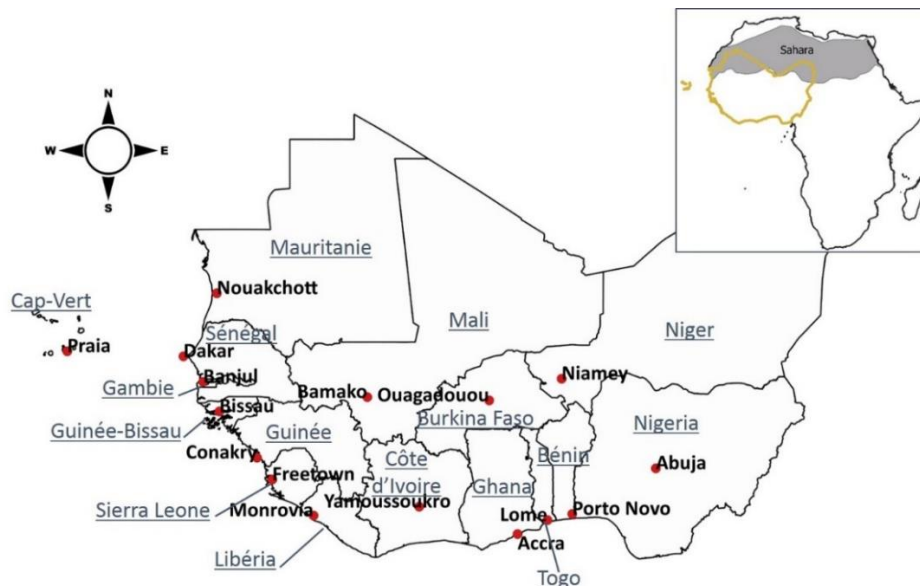 Sahara
N
W
E
S
Mauritanie
Nouakchott
Cap-Vert
Praia
Sénégal
Dakar
Mali
Niger
Banjul
Gambie
Bamako
Ouagadouou
Niamey
Bissau
Guinée-Bissau
Guinée
Burkina Faso
Nigeria
Conakry
Côte
d'Ivoire
Bénin
Abuja
Freetown
Ghana
Sierra Leone
Yamoussoukro
Monrovia
Lome
Porto Novo
Accra
Libéria
Togo